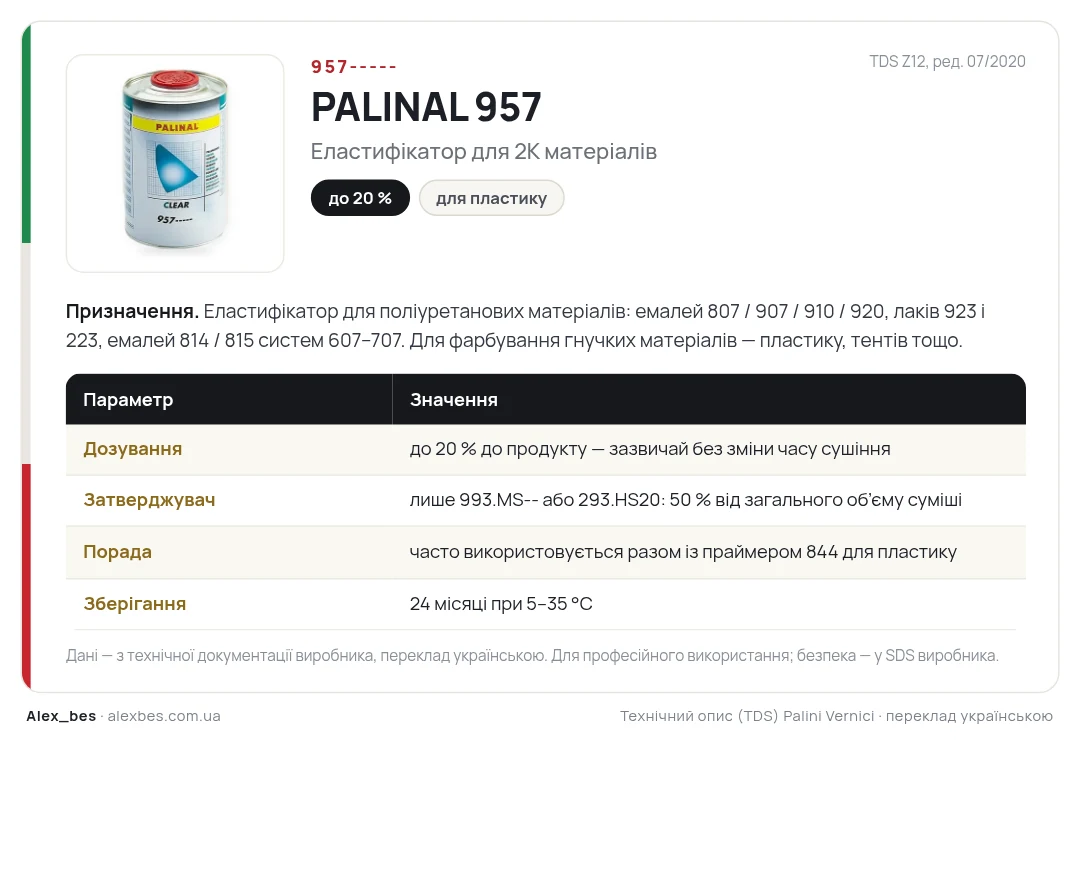 957-----
TDS Z12, ред. 07/2020
PALINAL 957
Еластифікатор для 2К матеріалів
до 20 %
для пластику
PALINAL
CLEAR
957-----
Призначення. Еластифікатор для поліуретанових матеріалів: емалей 807 / 907 / 910 / 920, лаків 923 і
223, емалей 814 / 815 систем 607–707. Для фарбування гнучких матеріалів — пластику, тентів тощо.
Параметр Значення
Дозування до 20 % до продукту — зазвичай без зміни часу сушіння
Затверджувач лише 993.MS-- або 293.HS20: 50 % від загального об’єму суміші
Порада часто використовується разом із праймером 844 для пластику
Зберігання 24 місяці при 5–35 °C
Дані — з технічної документації виробника, переклад українською. Для професійного використання; безпека — у SDS виробника.
Alex_bes · alexbes.com.ua
Технічний опис (TDS) Palini Vernici · переклад українською